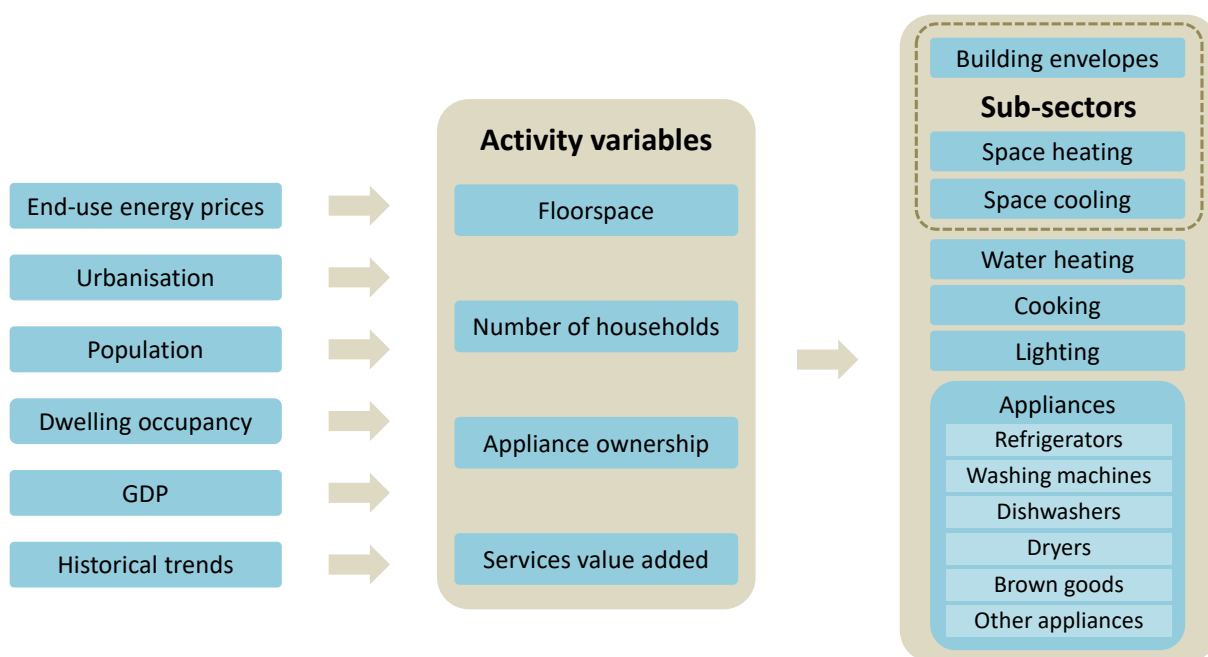 End-use energy prices
Urbanisation
Population
Dwelling occupancy
GDP
Historical trends
Activity variables
Floorspace
Number of households
Appliance ownership
Services value added
Building envelopes
Sub-sectors
Space heating
Space cooling
Water heating
Cooking
Lighting
Appliances
Refrigerators
Washing machines
Dishwashers
Dryers
Brown goods
Other appliances